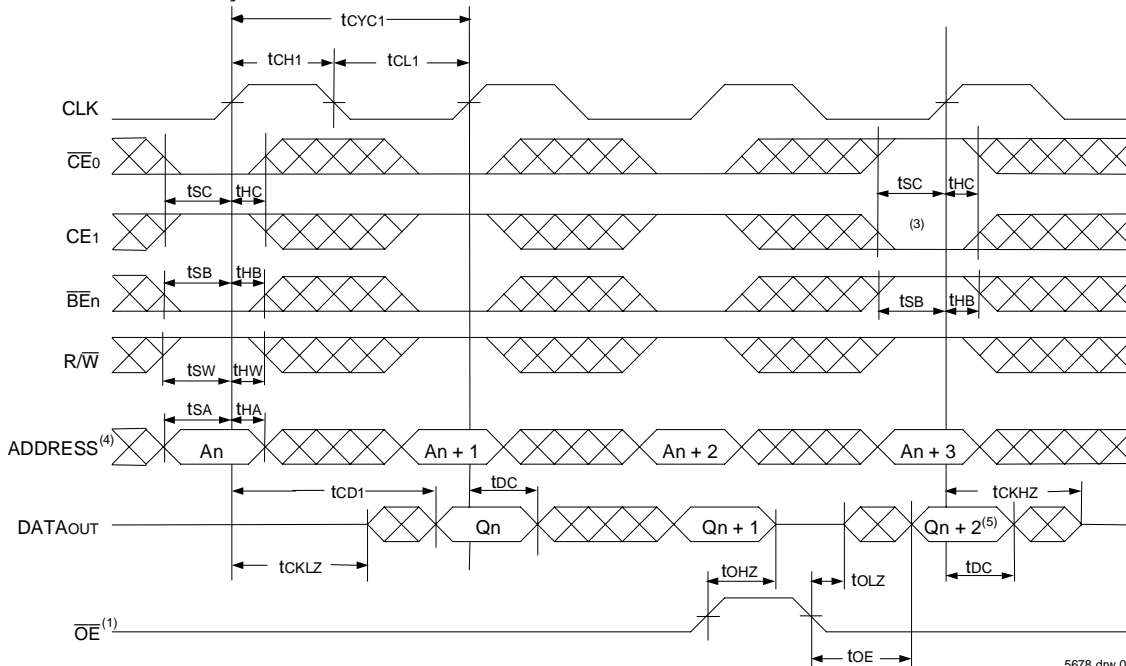 tCYC1
tCH1
tCL1
CLK
CE0
tSC
tHC
tSC
tHC
(3)
CE1
tSB
tHB
BEn
tSB
tHB
R/W
tSW
tHW
tSA
tHA
ADDRESS(4)
An
An + 1
An + 2
An + 3
tCD1
tDC
tCKHZ
DATAOUT
Qn
Qn + 1
Qn + 2(5)
tCKLZ
tOHZ
tOLZ
tDC
OE(1)
tOE